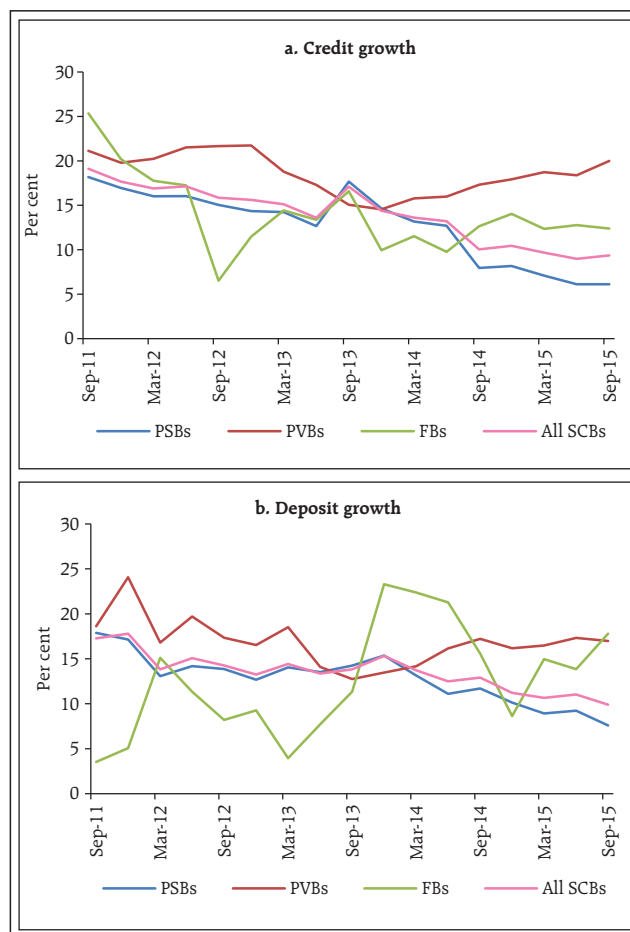 a. Credit growth
30
25
20
15
10
5
0
Per cent
Sep-11
Mar-12
Sep-12
Mar-13
Sep-13
Mar-14
Sep-14
Mar-15
Sep-15
PSBs PVBs FBs All SCBs
b. Deposit growth
30
25
20
15
10
5
0
Per cent
Sep-11
Mar-12
Sep-12
Mar-13
Sep-13
Mar-14
Sep-14
Mar-15
Sep-15
PSBs PVBs FBs All SCBs